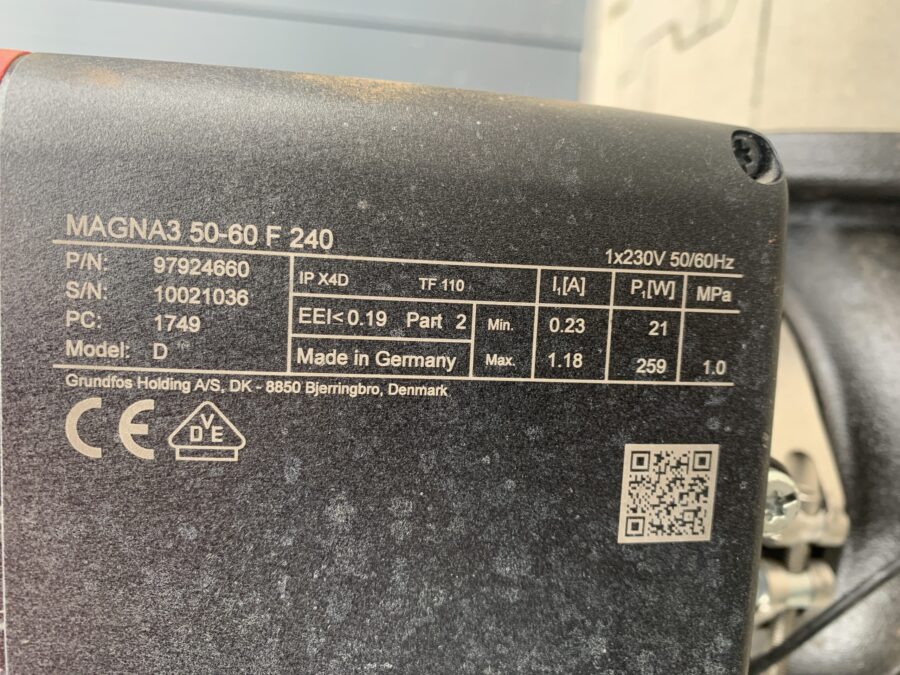 MAGNA3 50-60 F 240
1x230V 50/60Hz
P/N: 97924660
S/N: 10021036
PC: 1749
Model: D
IP X4D TF 110
EEI<0.19 Part 2
Made in Germany
I₁[A] P₁[W] MPa
Min. 0.23 21
Max. 1.18 259 1.0
Grundfos Holding A/S, DK - 8850 Bjerringbro, Denmark
CE VDE